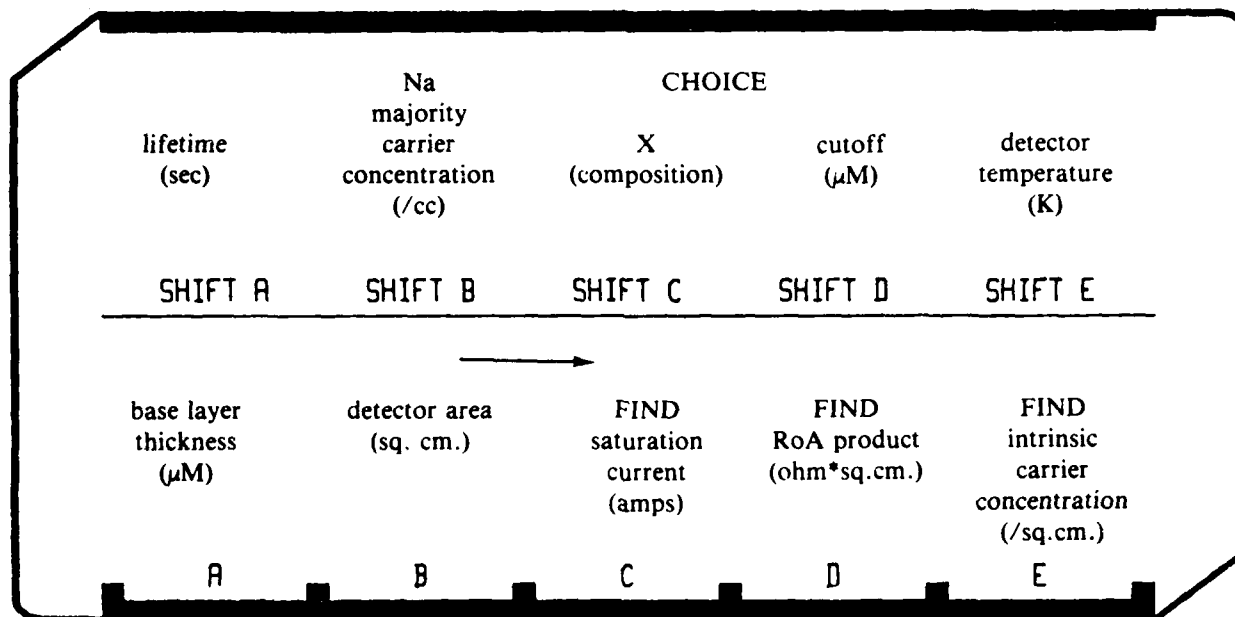 lifetime
(sec)
Na
majority
carrier
concentration
(/cc)
CHOICE
X
(composition)
cutoff
(μM)
detector
temperature
(K)
SHIFT A
SHIFT B
SHIFT C
SHIFT D
SHIFT E
base layer
thickness
(μM)
detector area
(sq. cm.)
FIND
saturation
current
(amps)
FIND
RoA product
(ohm*sq.cm.)
FIND
intrinsic
carrier
concentration
(/sq.cm.)
A
B
C
D
E